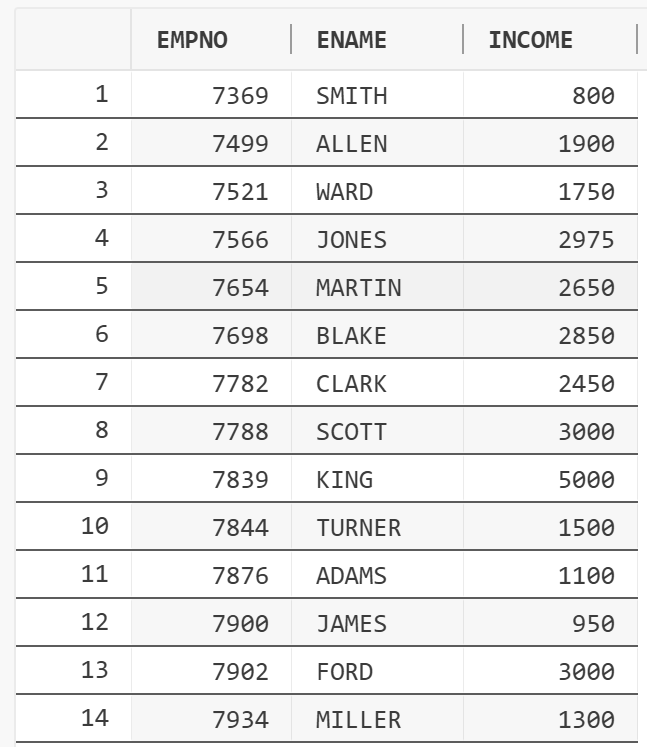 EMPNO ENAME INCOME
1 7369 SMITH 800
2 7499 ALLEN 1900
3 7521 WARD 1750
4 7566 JONES 2975
5 7654 MARTIN 2650
6 7698 BLAKE 2850
7 7782 CLARK 2450
8 7788 SCOTT 3000
9 7839 KING 5000
10 7844 TURNER 1500
11 7876 ADAMS 1100
12 7900 JAMES 950
13 7902 FORD 3000
14 7934 MILLER 1300